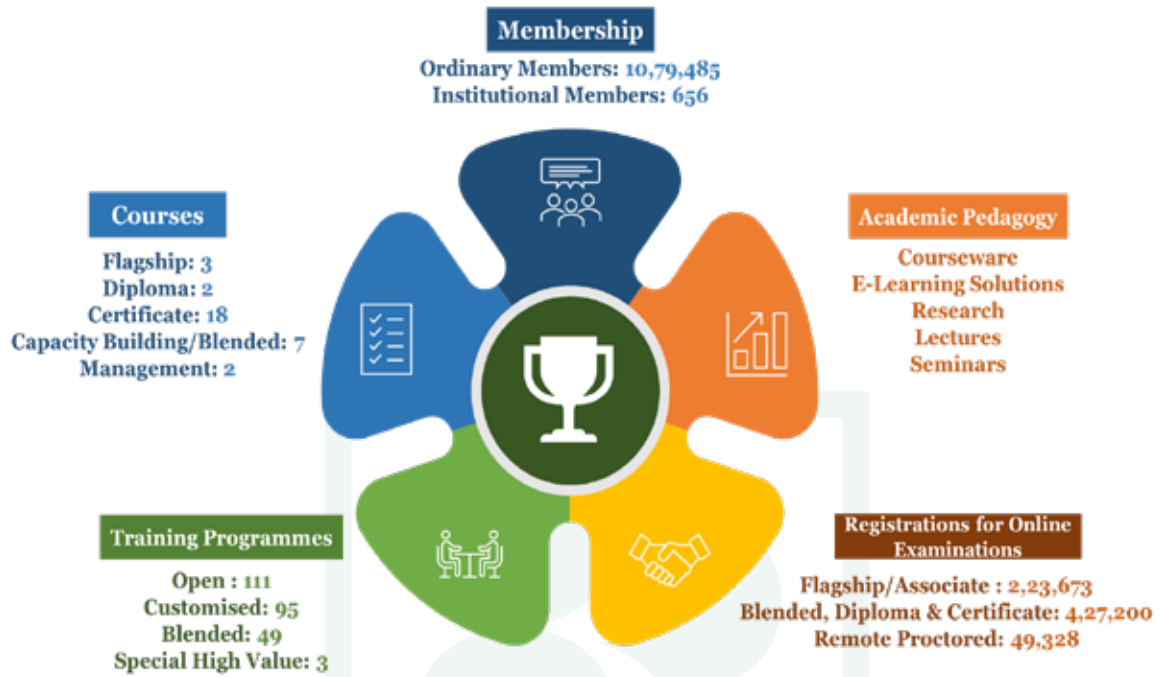 Membership
Ordinary Members: 10,79,485
Institutional Members: 656
Courses
Flagship: 3
Diploma: 2
Certificate: 18
Capacity Building/Blended: 7
Management: 2
Academic Pedagogy
Courseware
E-Learning Solutions
Research
Lectures
Seminars
Training Programmes
Open : 111
Customised: 95
Blended: 49
Special High Value: 3
Registrations for Online
Examinations
Flagship/Associate : 2,23,673
Blended, Diploma & Certificate: 4,27,200
Remote Proctored: 49,328